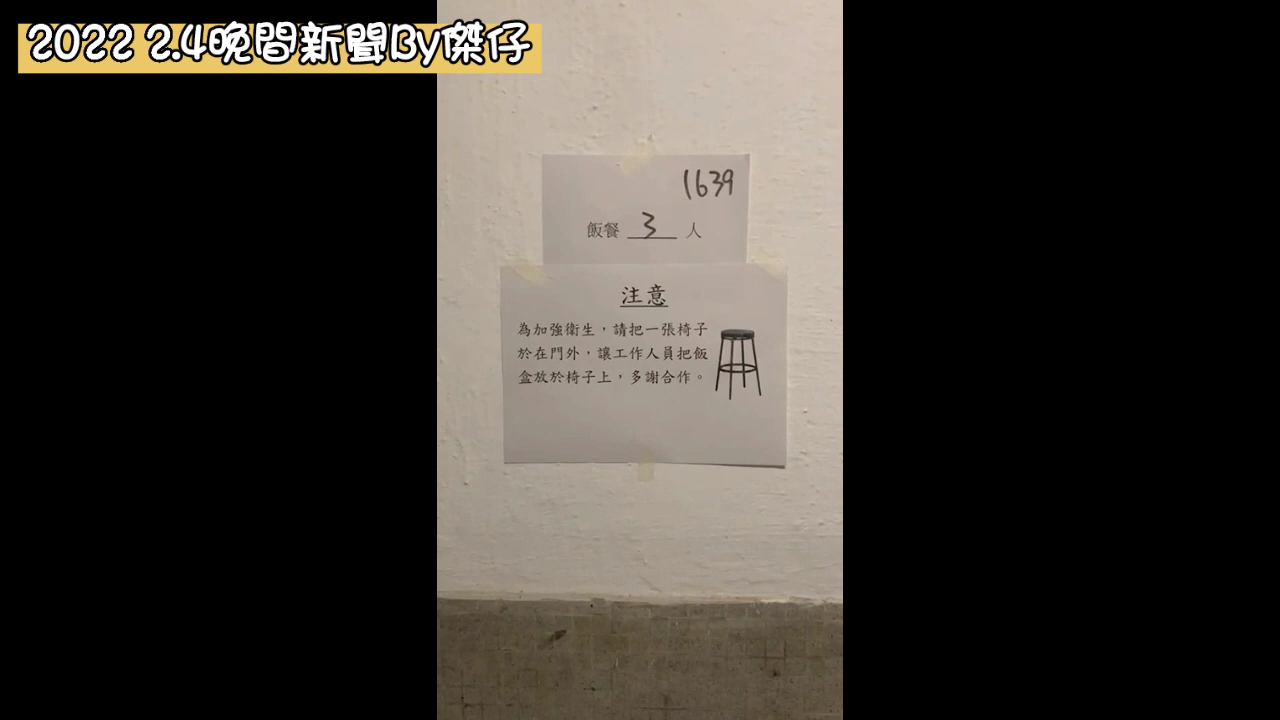 2022 2.4晚間新聞By傑仔
1639
飯餐 3 人
注意
為加強衛生，請把一張椅子
於在門外，讓工作人員把飯
盒放於椅子上，多謝合作。